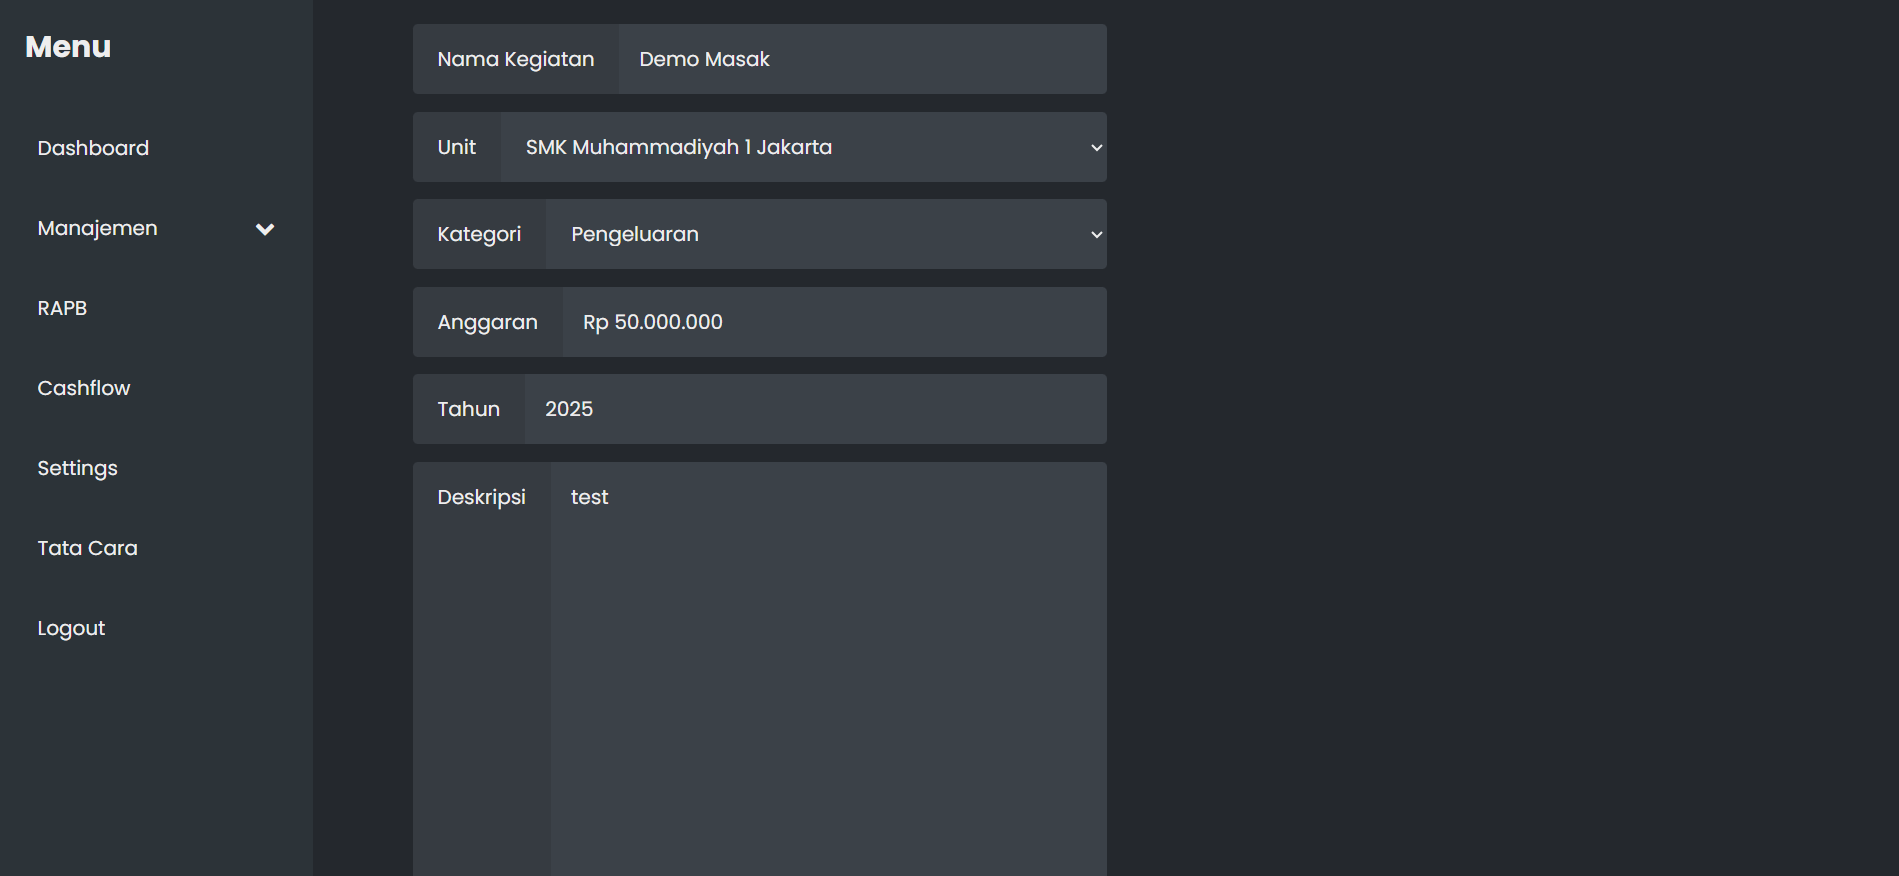 Menu
Dashboard
Manajemen
RAPB
Cashflow
Settings
Tata Cara
Logout
Nama Kegiatan Demo Masak
Unit SMK Muhammadiyah 1 Jakarta
Kategori Pengeluaran
Anggaran Rp 50.000.000
Tahun 2025
Deskripsi test